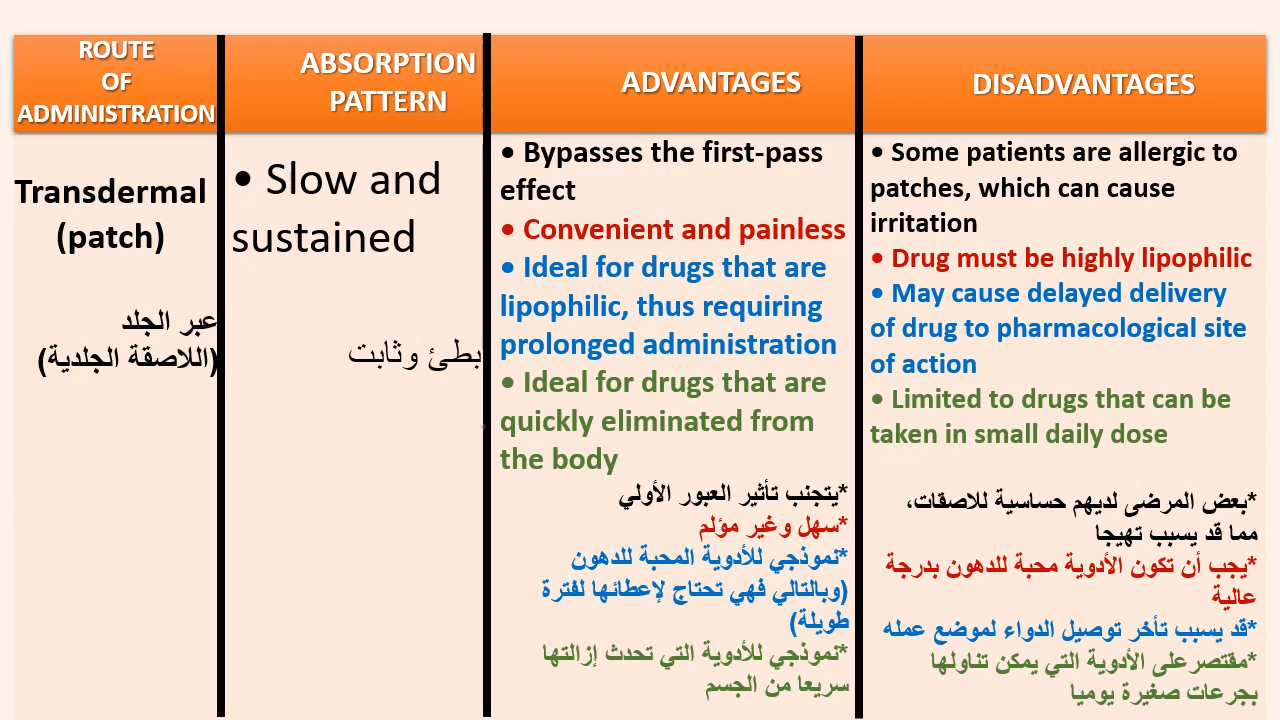 ROUTE
OF
ADMINISTRATION
ABSORPTION
PATTERN
ADVANTAGES
DISADVANTAGES
Transdermal
(patch)
عبر الجلد
(اللاصقة الجلدية)
• Slow and
sustained
بطئ وثابت
• Bypasses the first-pass
effect
• Convenient and painless
• Ideal for drugs that are
lipophilic, thus requiring
prolonged administration
• Ideal for drugs that are
quickly eliminated from
the body
*يتجنب تأثير العبور الأولي
*سهل وغير مؤلم
*نموذجي للأدوية المحبة للدهون
(وبالتالي فهي تحتاج لإعطائها لفترة
طويلة)
*نموذجي للأدوية التي تحدث إزالتها
سريعا من الجسم
• Some patients are allergic to
patches, which can cause
irritation
• Drug must be highly lipophilic
• May cause delayed delivery
of drug to pharmacological site
of action
• Limited to drugs that can be
taken in small daily dose
*بعض المرضى لديهم حساسية للاصقات،
مما قد يسبب تهيجا
*يجب أن تكون الأدوية محبة للدهون بدرجة
عالية
*قد يسبب تأخر توصيل الدواء لموضع عمله
*مقتصرعلى الأدوية التي يمكن تناولها
بجرعات صغيرة يوميا